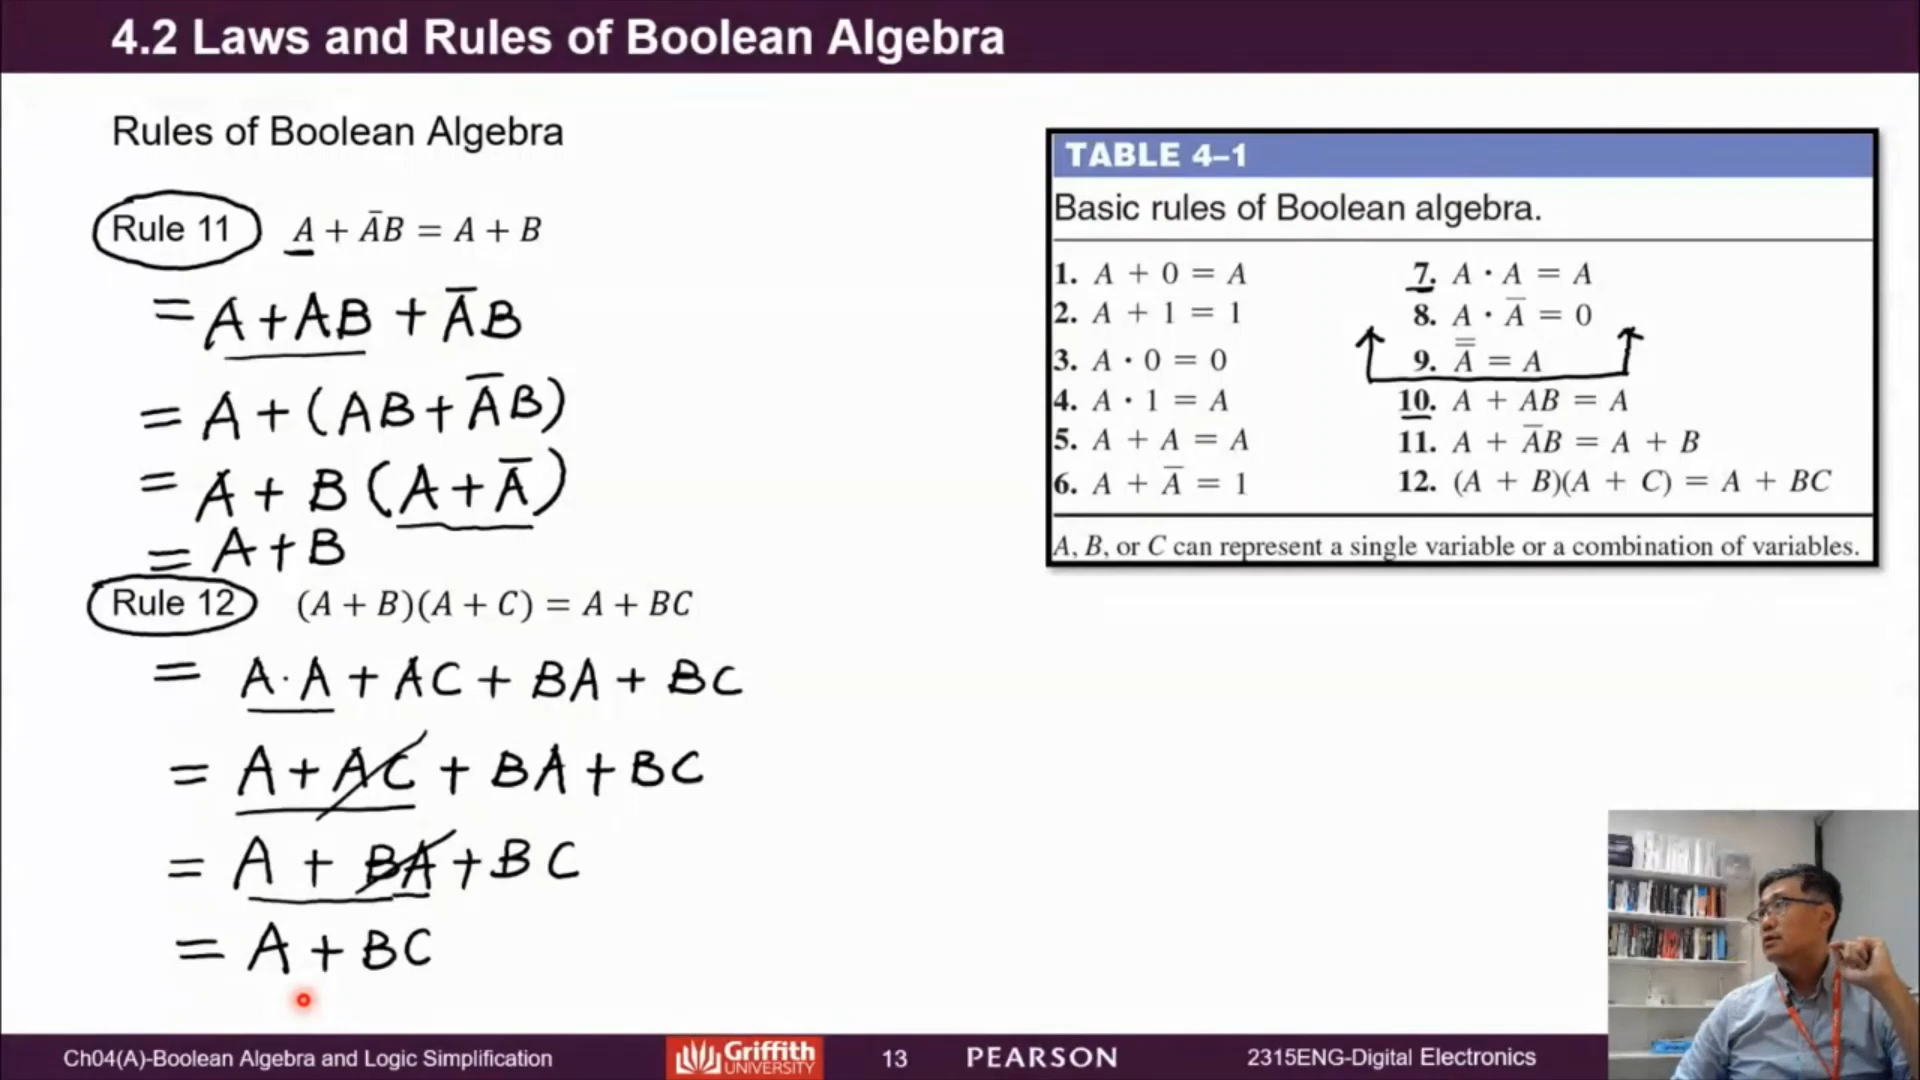 4.2 Laws and Rules of Boolean Algebra
Rules of Boolean Algebra
Rule 11 A + A̅B = A + B
= A + AB + A̅B
= A + (AB + A̅B)
= A + B (A + A̅)
= A + B
Rule 12 (A + B)(A + C) = A + BC
= A · A + AC + BA + BC
= A + AC + BA + BC
= A + BA + BC
= A + BC
TABLE 4–1
Basic rules of Boolean algebra.
1. A + 0 = A
2. A + 1 = 1
3. A · 0 = 0
4. A · 1 = A
5. A + A = A
6. A + A̅ = 1
7. A · A = A
8. A · A̅ = 0
9. A̿ = A
10. A + AB = A
11. A + A̅B = A + B
12. (A + B)(A + C) = A + BC
A, B, or C can represent a single variable or a combination of variables.
Ch04(A)-Boolean Algebra and Logic Simplification
Griffith
UNIVERSITY
13
PEARSON
2315ENG-Digital Electronics